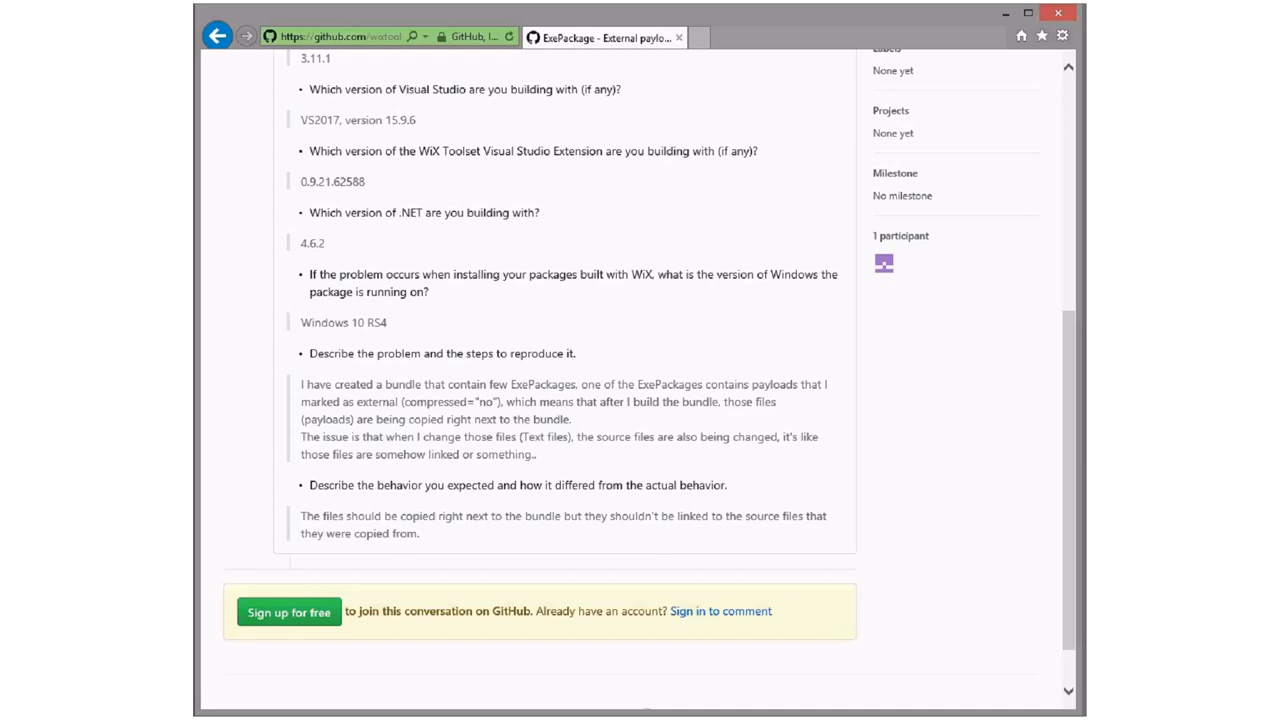 https://github.com/wixtool
GitHub, I...
ExePackage - External paylo...
3.11.1
• Which version of Visual Studio are you building with (if any)?
VS2017, version 15.9.6
• Which version of the WiX Toolset Visual Studio Extension are you building with (if any)?
0.9.21.62588
• Which version of .NET are you building with?
4.6.2
• If the problem occurs when installing your packages built with WiX, what is the version of Windows the
package is running on?
Windows 10 RS4
• Describe the problem and the steps to reproduce it.
I have created a bundle that contain few ExePackages, one of the ExePackages contains payloads that I
marked as external (compressed="no"), which means that after I build the bundle, those files
(payloads) are being copied right next to the bundle.
The issue is that when I change those files (Text files), the source files are also being changed, it's like
those files are somehow linked or something..
• Describe the behavior you expected and how it differed from the actual behavior.
The files should be copied right next to the bundle but they shouldn't be linked to the source files that
they were copied from.
Sign up for free to join this conversation on GitHub. Already have an account? Sign in to comment
Labels
None yet
Projects
None yet
Milestone
No milestone
1 participant